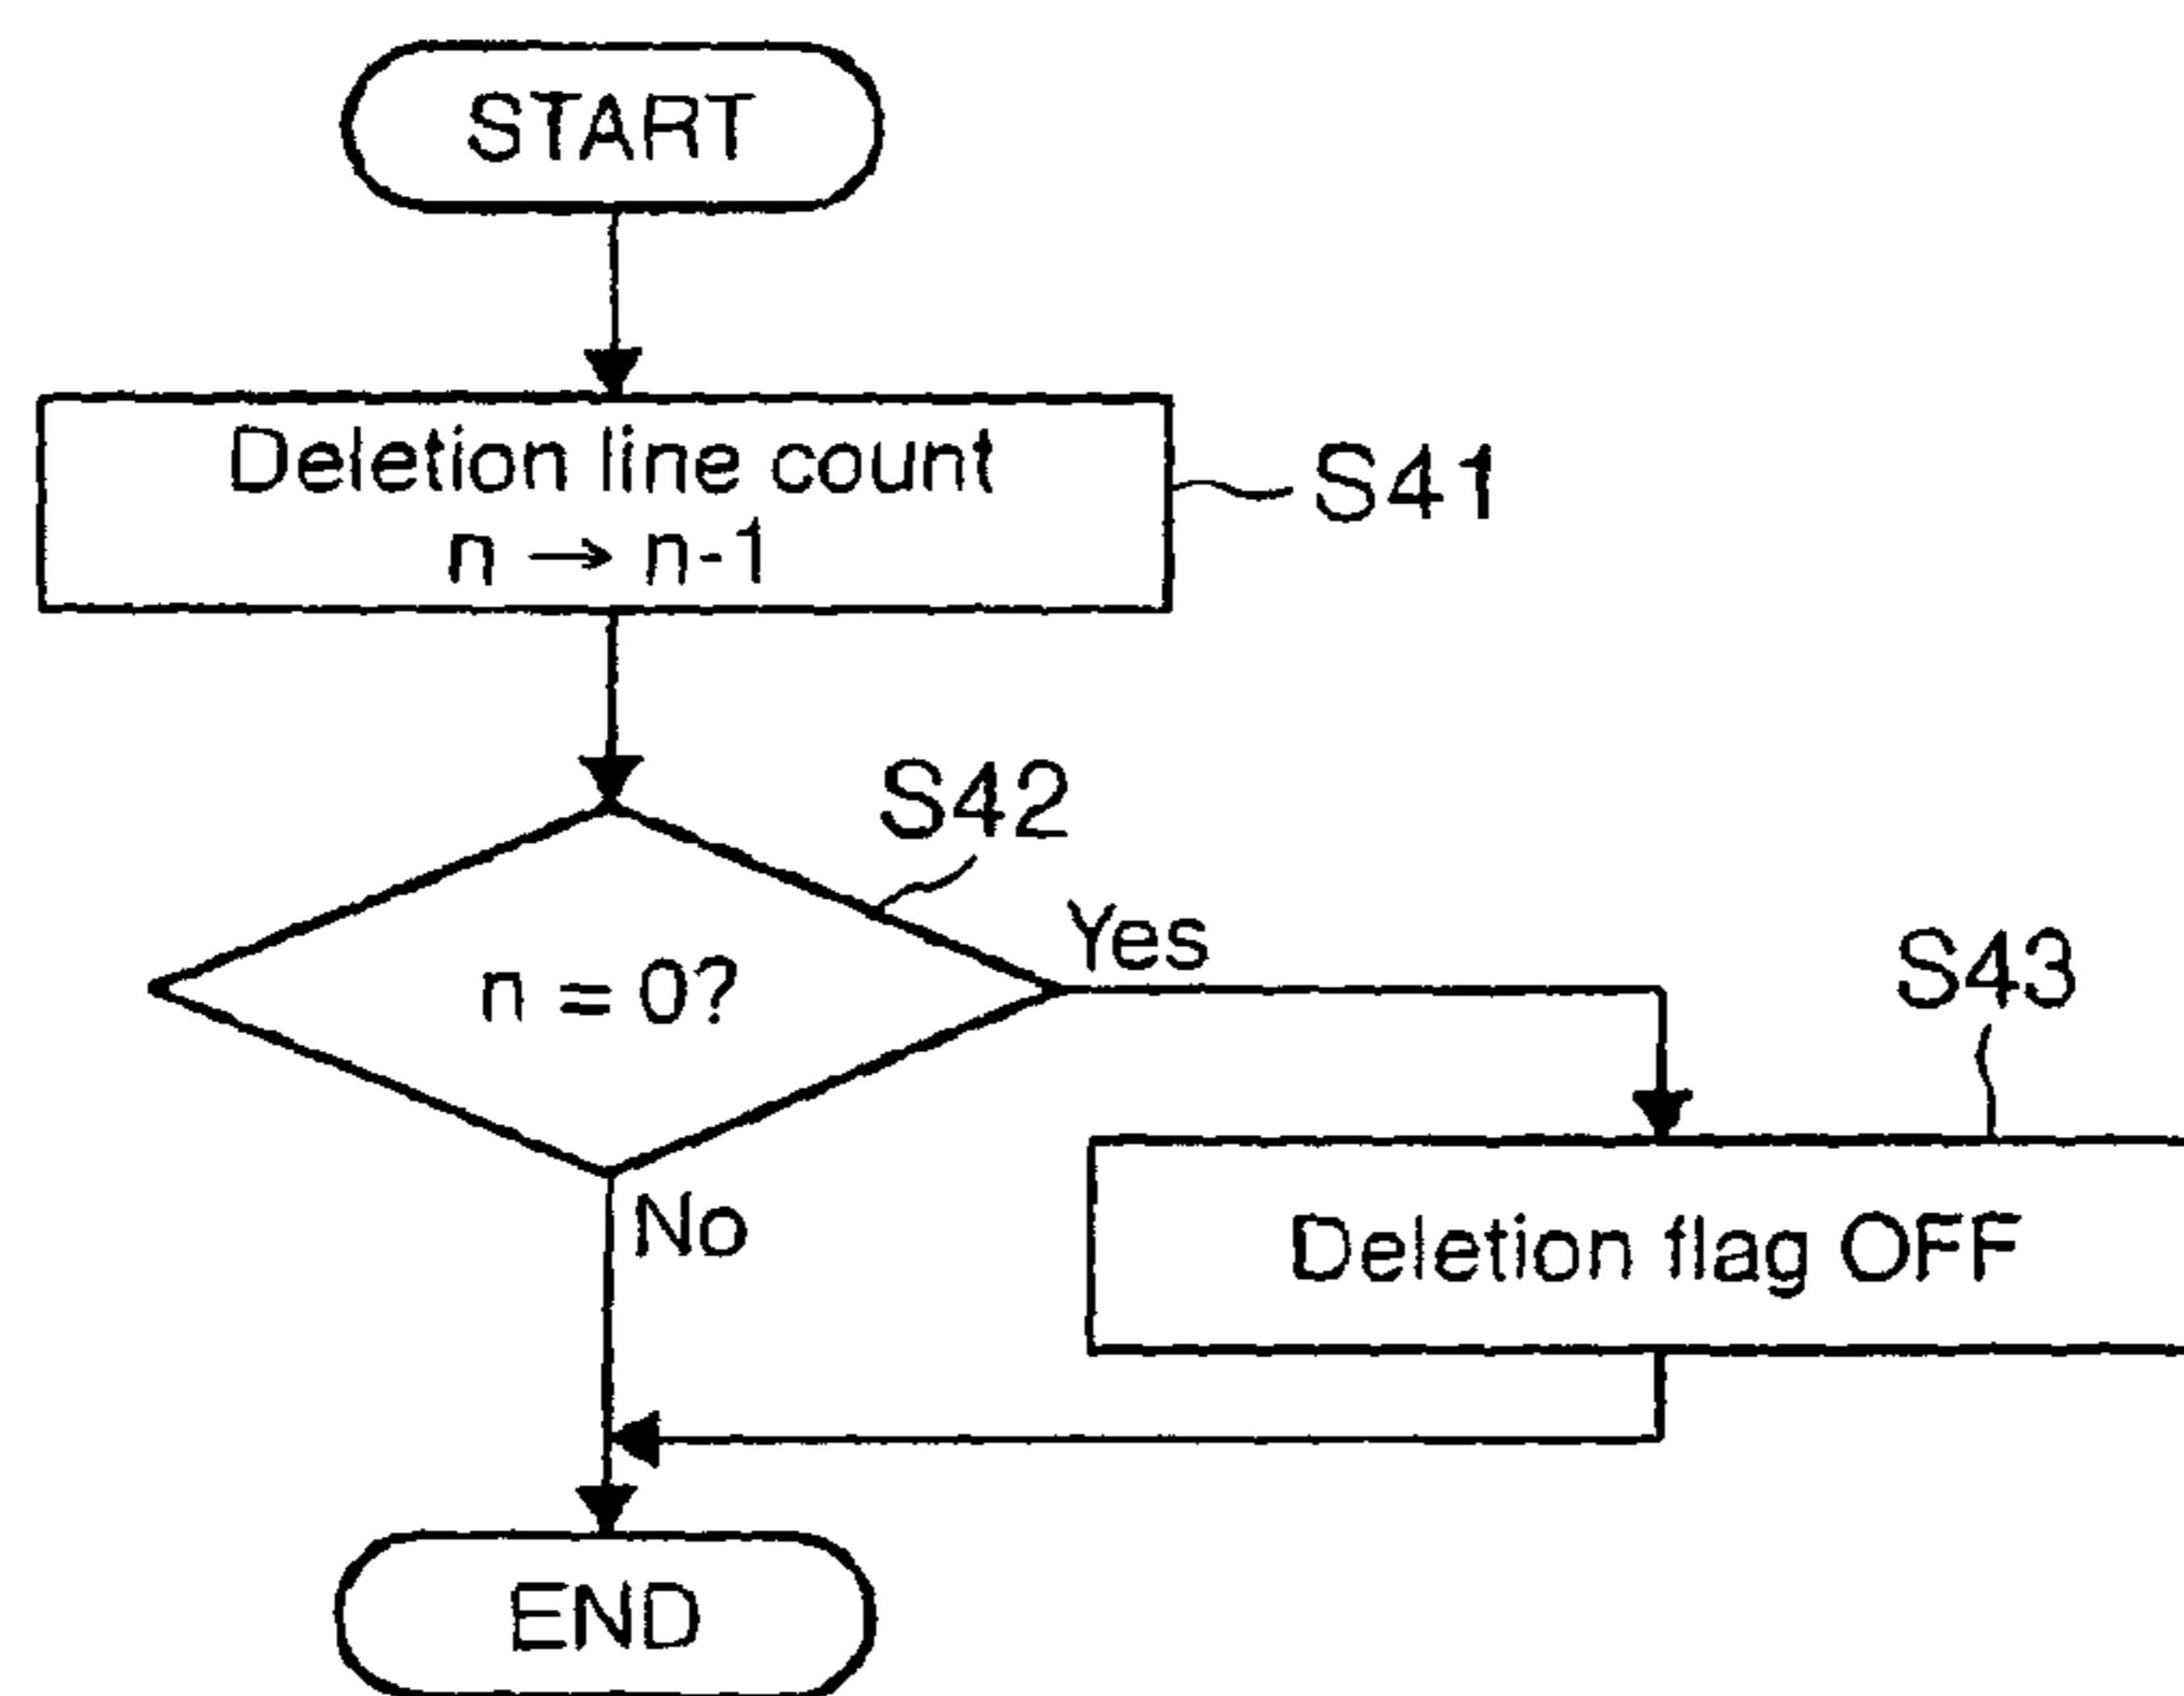 START
Deletion line count
n → n-1
S41
S42
n = 0?
Yes
S43
No
Deletion flag OFF
END